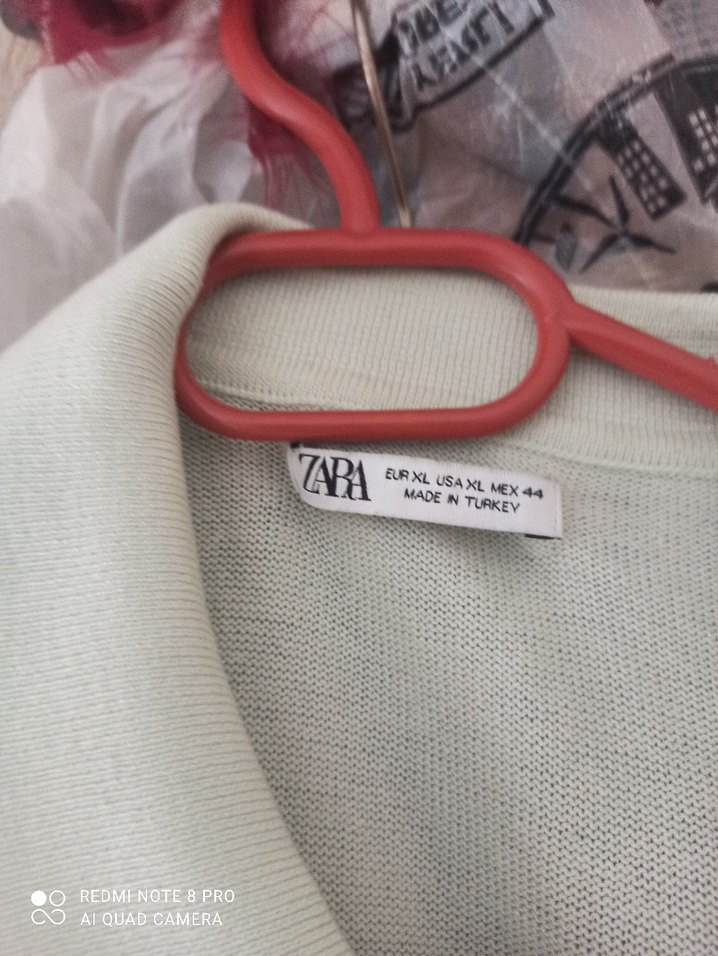 ZARA
EUR XL USA XL MEX 44
MADE IN TURKEY
REDMI NOTE 8 PRO
AI QUAD CAMERA